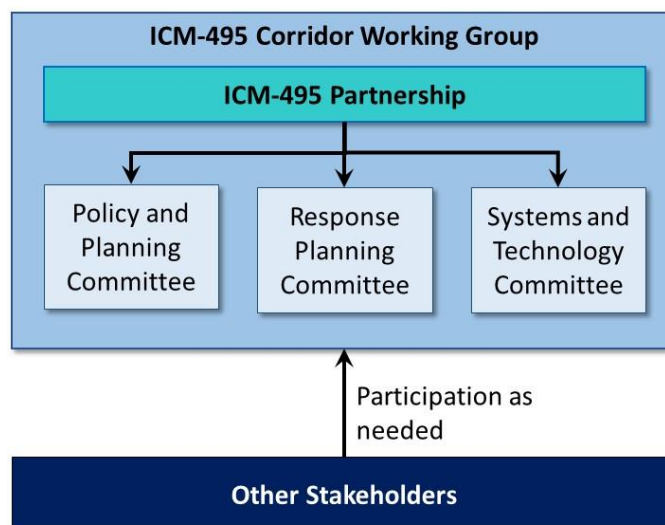 ICM-495 Corridor Working Group
ICM-495 Partnership
Policy and
Planning
Committee
Response
Planning
Committee
Systems and
Technology
Committee
Participation as
needed
Other Stakeholders